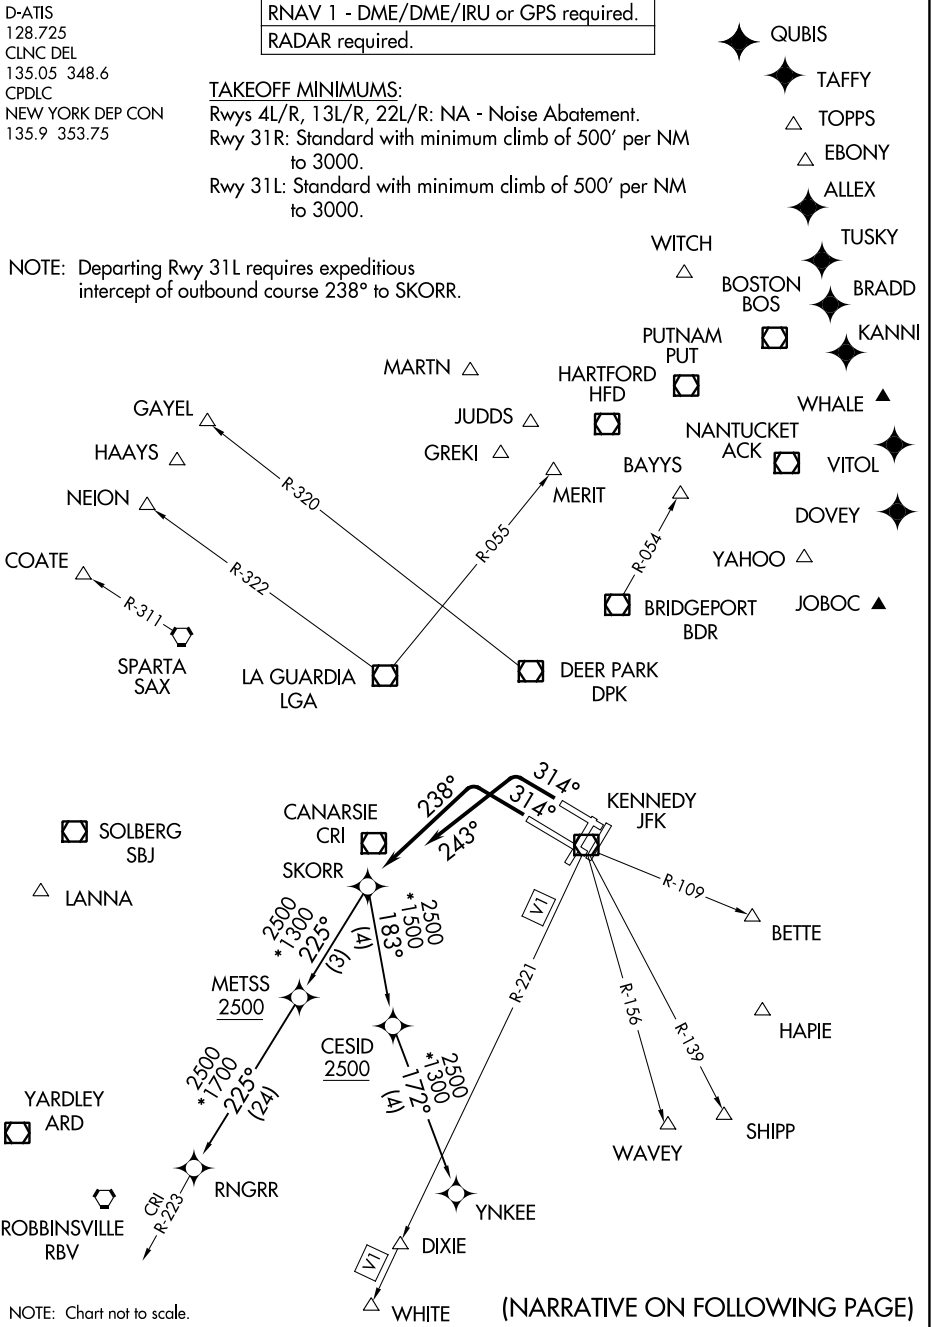 D-ATIS
128.725
CLNC DEL
135.05 348.6
CPDLC
NEW YORK DEP CON
135.9 353.75
RNAV 1 - DME/DME/IRU or GPS required.
RADAR required.
TAKEOFF MINIMUMS:
Rwys 4L/R, 13L/R, 22L/R: NA - Noise Abatement.
Rwy 31R: Standard with minimum climb of 500' per NM
to 3000.
Rwy 31L: Standard with minimum climb of 500' per NM
to 3000.
NOTE: Departing Rwy 31L requires expeditious
intercept of outbound course 238° to SKORR.
QUBIS
TAFFY
TOPPS
EBONY
ALLEX
TUSKY
WITCH
BOSTON
BOS
BRADD
KANNI
PUTNAM
PUT
MARTN
HARTFORD
HFD
WHALE
GAYEL
JUDDS
NANTUCKET
ACK
HAAYS
GREKI
BAYYS
VITOL
NEION
R-320
MERIT
DOVEY
COATE
R-322
R-055
R-054
YAHOO
R-311
BRIDGEPORT
BDR
JOBOC
SPARTA
SAX
LA GUARDIA
LGA
DEER PARK
DPK
314°
238°
314°
KENNEDY
JFK
CANARSIE
CRI
243°
SOLBERG
SBJ
SKORR
LANNA
R-109
V1
BETTE
2500
*1300
225°
(3)
2500
*1500
183°
(4)
METSS
2500
R-221
R-156
HAPIE
CESID
2500
R-139
2500
*1700
225°
(24)
2500
*1300
172°
(4)
YARDLEY
ARD
WAVEY
SHIPP
RNGRR
CRI
R-223
YNKEE
ROBBINSVILLE
RBV
DIXIE
V1
WHITE
NOTE: Chart not to scale.
(NARRATIVE ON FOLLOWING PAGE)